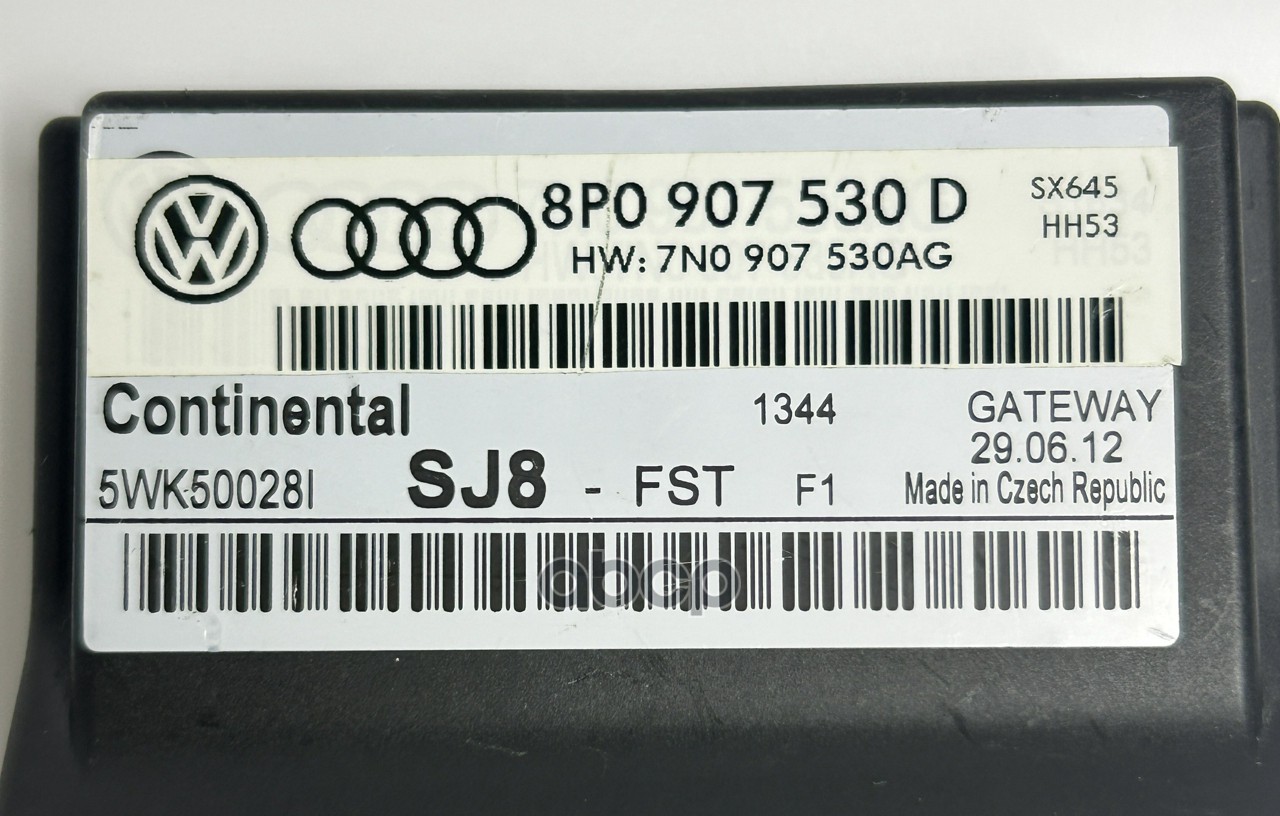 8P0 907 530 D
SX645
HW: 7N0 907 530AG
HH53
Continental
1344
GATEWAY
29.06.12
5WK50028I
SJ8 - FST F1
Made in Czech Republic
abcp